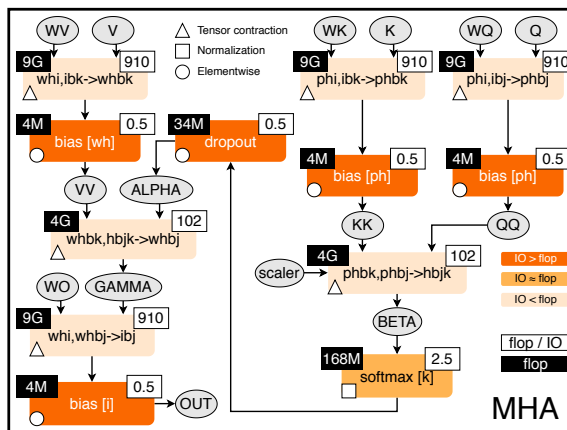 WV
V
Tensor contraction
Normalization
Elementwise
WK
K
WQ
Q
9G
910
whi,ibk->whbk
9G
910
phi,ibk->phbk
9G
910
phi,ibj->phbj
4M
0.5
bias [wh]
34M
0.5
dropout
4M
0.5
bias [ph]
4M
0.5
bias [ph]
VV
ALPHA
KK
QQ
4G
102
whbk,hbjk->whbj
4G
102
scaler
phbk,phbj->hbjk
IO > flop
IO ≈ flop
IO < flop
WO
GAMMA
BETA
9G
910
whi,whbj->ibj
flop / IO
flop
168M
2.5
softmax [k]
4M
0.5
bias [i]
OUT
MHA